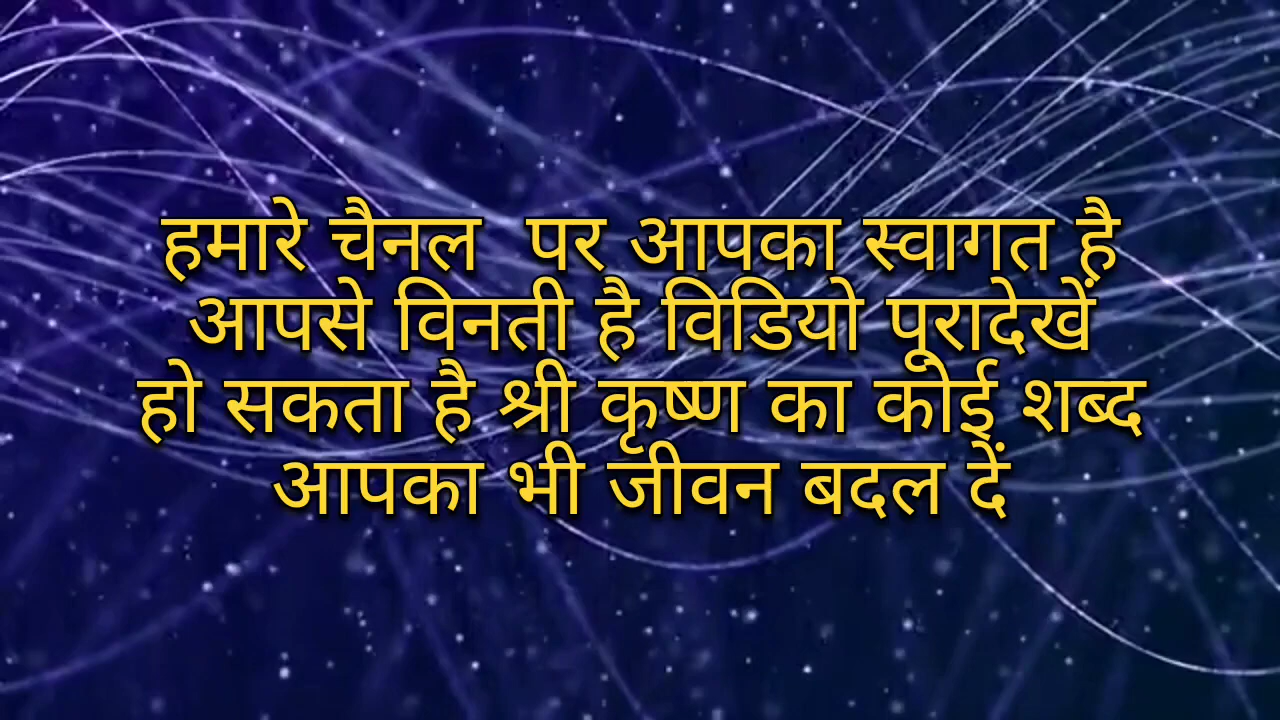 हमारे चैनल  पर आपका स्वागत है
आपसे विनती है विडियो पूरादेखें
हो सकता है श्री कृष्ण का कोई शब्द
आपका भी जीवन बदल दें